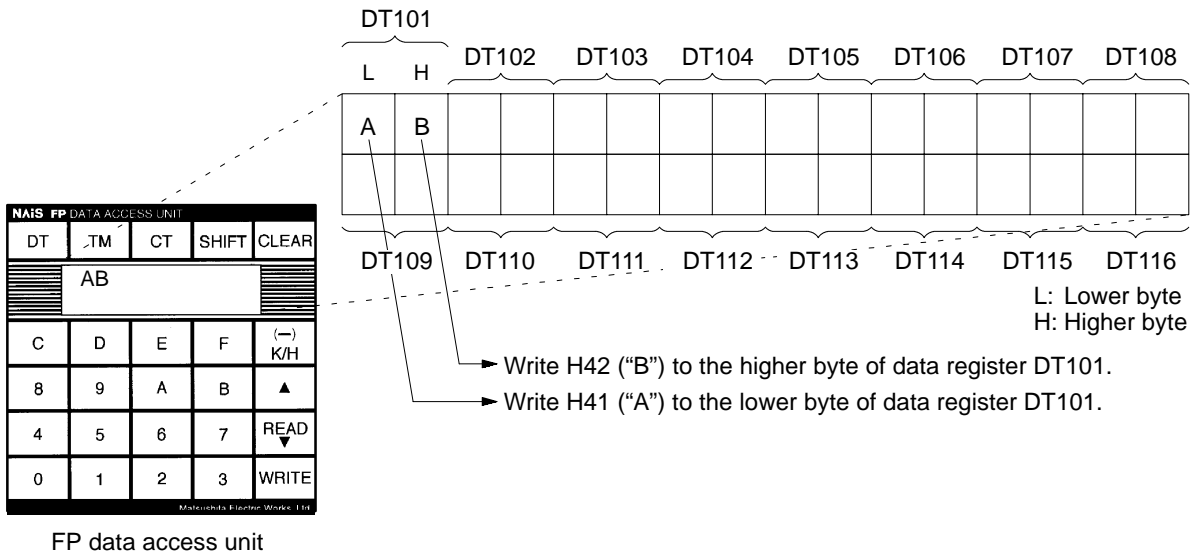 DT101
DT102 DT103 DT104 DT105 DT106 DT107 DT108
L H
A B
DT109 DT110 DT111 DT112 DT113 DT114 DT115 DT116
L: Lower byte
H: Higher byte
Write H42 (“B”) to the higher byte of data register DT101.
Write H41 (“A”) to the lower byte of data register DT101.
NAiS FP DATA ACCESS UNIT
DT TM CT SHIFT CLEAR
AB
C D E F (—) K/H
8 9 A B ▲
4 5 6 7 READ ▼
0 1 2 3 WRITE
Matsushita Electric Works, Ltd.
FP data access unit